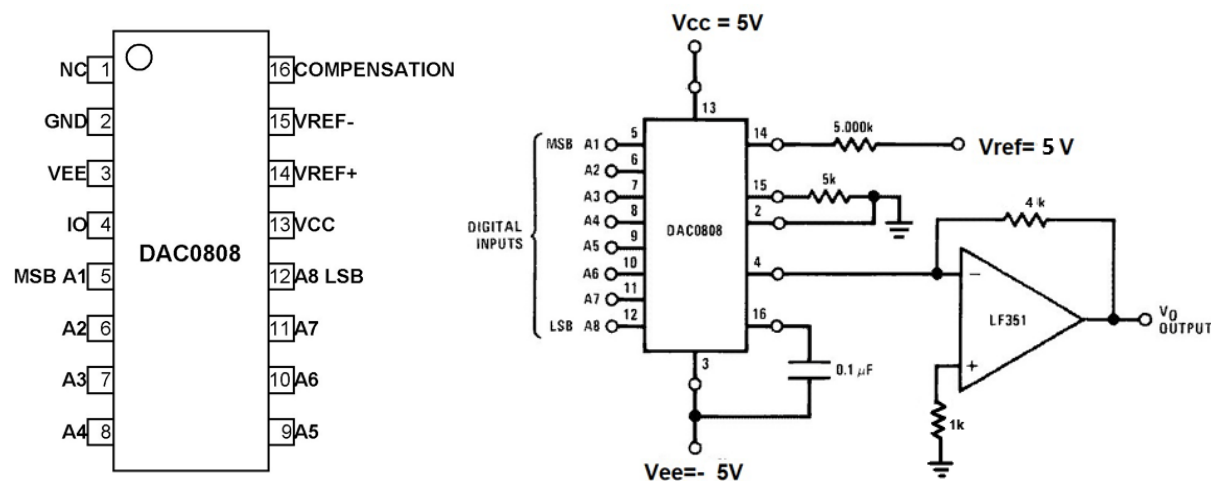 NC 1
16 COMPENSATION
GND 2
15 VREF-
VEE 3
14 VREF+
IO 4
13 VCC
DAC0808
MSB A1 5
12 A8 LSB
A2 6
11 A7
A3 7
10 A6
A4 8
9 A5
Vcc = 5V
13
MSB A1 5
A2 6
A3 7
A4 8
A5 9
A6 10
A7 11
LSB A8 12
DIGITAL
INPUTS
DAC0808
14
5.000k
Vref= 5 V
15
5k
2
4
16
3
0.1 μF
Vee=- 5V
4k
−
LF351
+
1k
VO
OUTPUT